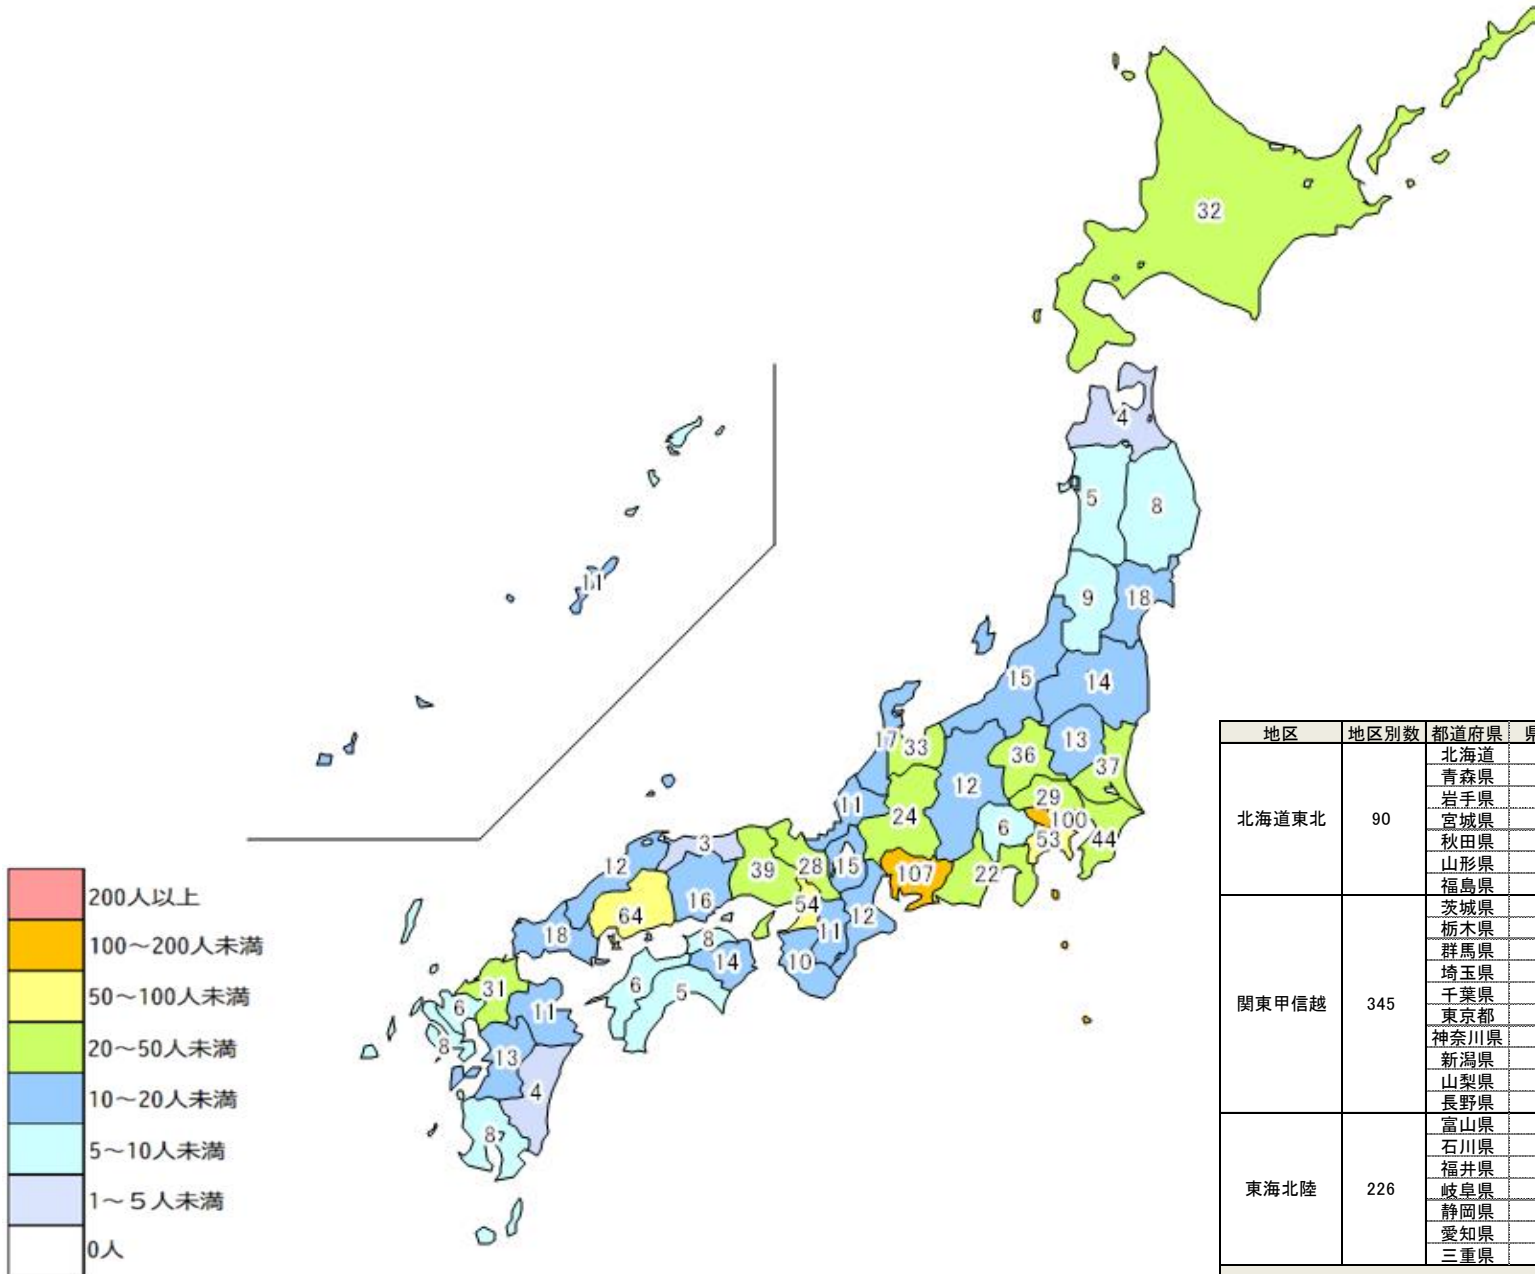 32
4
5
8
9
18
15
14
17
33
36
13
37
12
29
11
24
6
100
53
44
3
12
39
28
15
107
22
16
54
64
18
8
11
12
14
10
31
6
5
6
11
8
13
4
8
11
200人以上
100～200人未満
50～100人未満
20～50人未満
10～20人未満
5～10人未満
1～５人未満
0人
地区 地区別数 都道府県
北海道東北 90
北海道
青森県
岩手県
宮城県
秋田県
山形県
福島県
関東甲信越 345
茨城県
栃木県
群馬県
埼玉県
千葉県
東京都
神奈川県
新潟県
山梨県
長野県
東海北陸 226
富山県
石川県
福井県
岐阜県
静岡県
愛知県
三重県